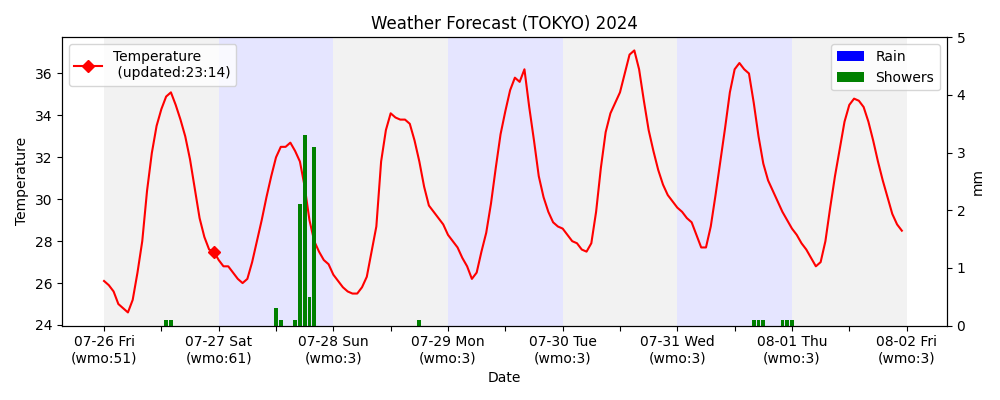 Weather Forecast (TOKYO) 2024
Temperature
(updated:23:14)
Rain
Showers
Temperature
36
34
32
30
28
26
24
5
4
3
2
1
0
mm
07-26 Fri
(wmo:51)
07-27 Sat
(wmo:61)
07-28 Sun
(wmo:3)
07-29 Mon
(wmo:3)
07-30 Tue
(wmo:3)
07-31 Wed
(wmo:3)
08-01 Thu
(wmo:3)
08-02 Fri
(wmo:3)
Date